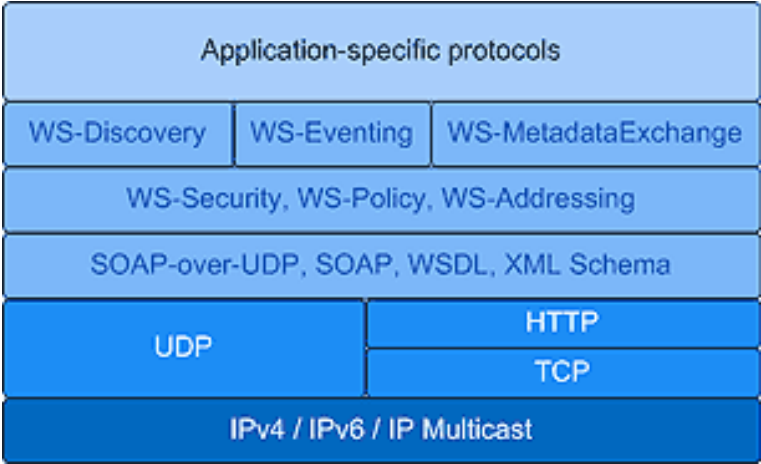 Application-specific protocols
WS-Discovery
WS-Eventing
WS-MetadataExchange
WS-Security, WS-Policy, WS-Addressing
SOAP-over-UDP, SOAP, WSDL, XML Schema
UDP
HTTP
TCP
IPv4 / IPv6 / IP Multicast